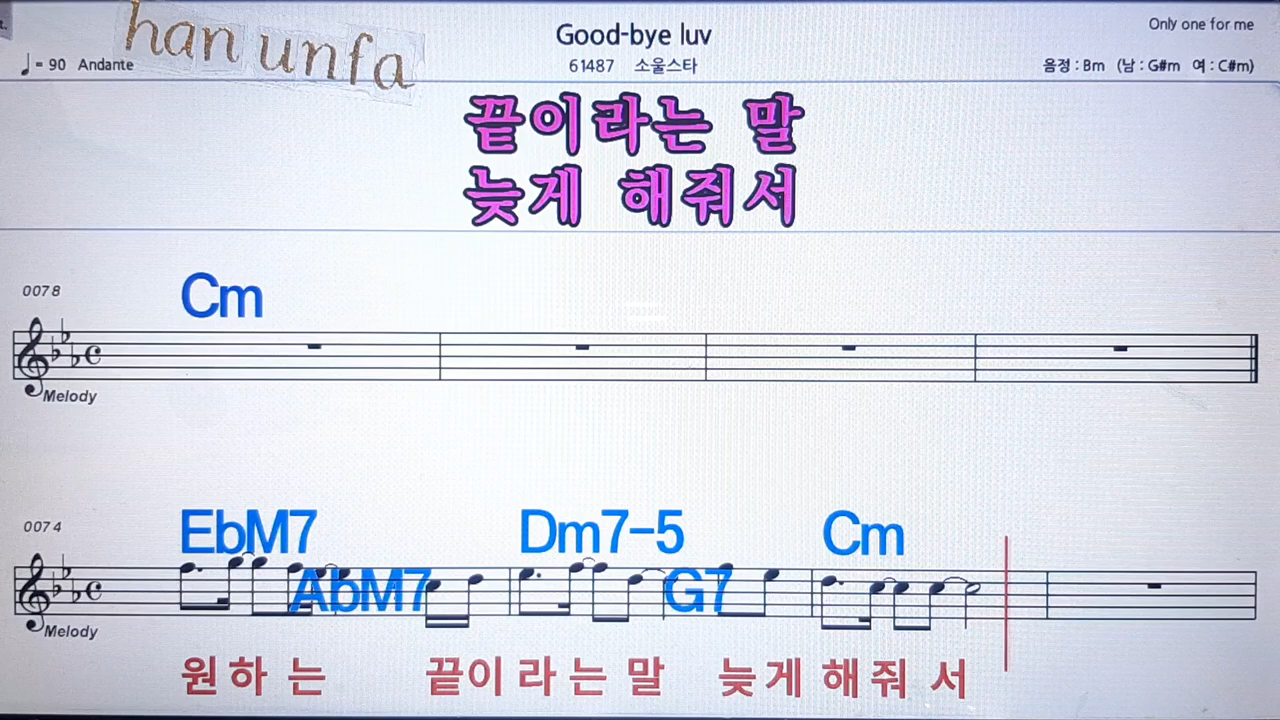 han unfa
Good-bye luv
Only one for me
♩= 90 Andante
61487 소울스타
음정 : Bm (남 : G#m 여 : C#m)
끝이라는 말
늦게 해줘서
0078
Cm
Melody
0074
EbM7 AbM7 Dm7-5 G7 Cm
Melody
원하는 끝이라는말 늦게해줘서